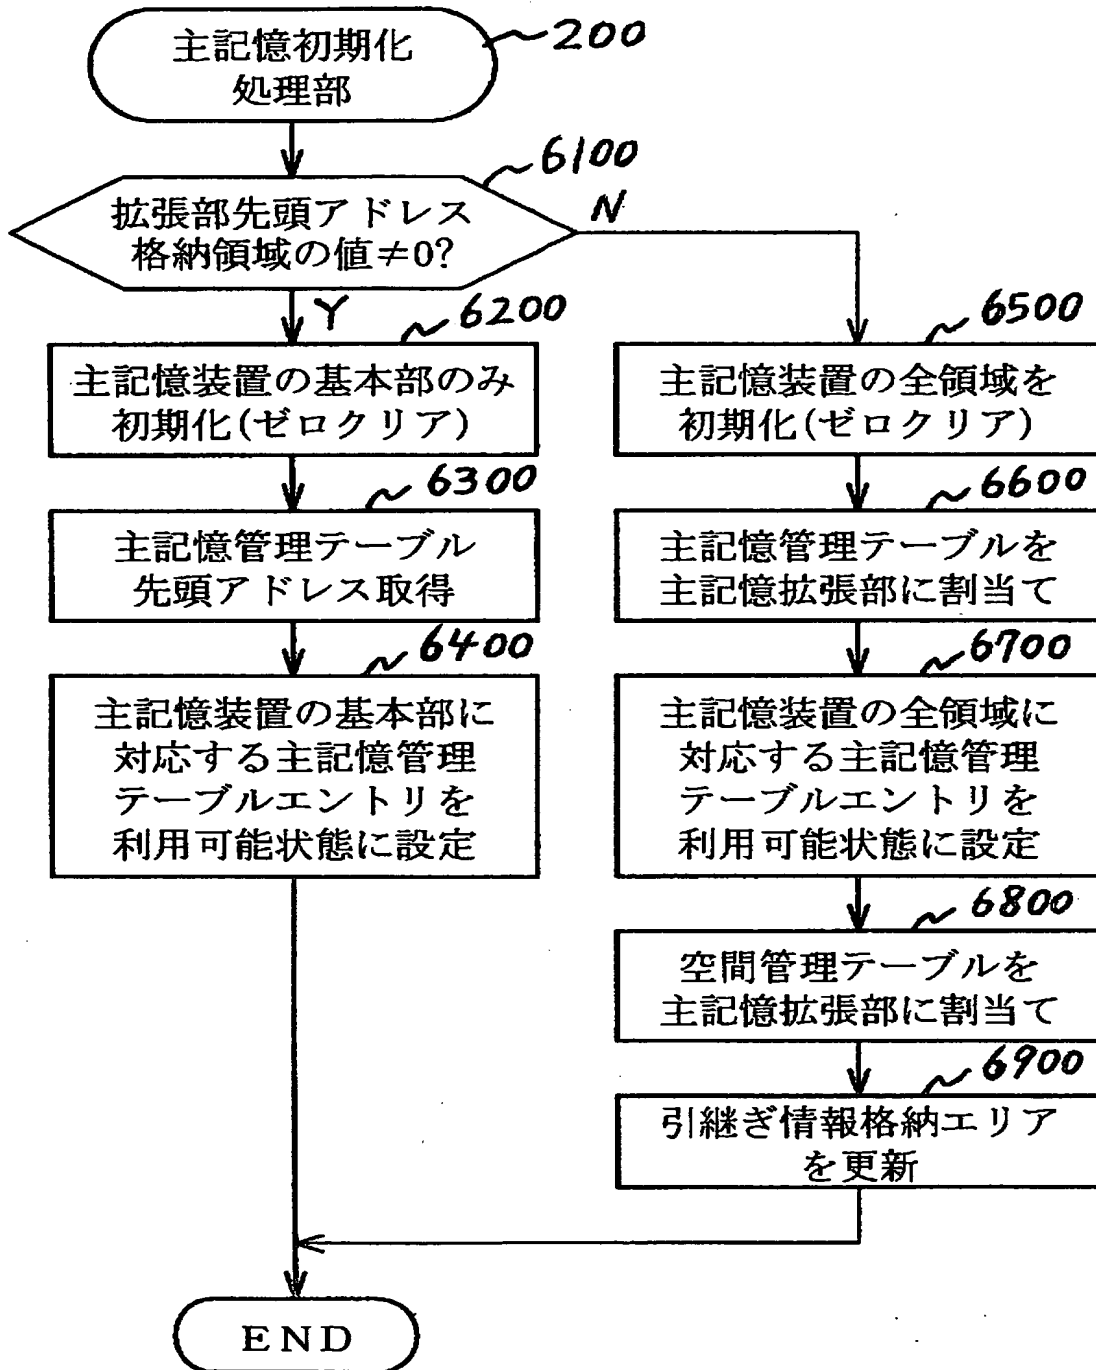 主記憶初期化
処理部
200
6100
拡張部先頭アドレス
格納領域の値≠0?
N
Y
6200
主記憶装置の基本部のみ
初期化(ゼロクリア)
6300
主記憶管理テーブル
先頭アドレス取得
6400
主記憶装置の基本部に
対応する主記憶管理
テーブルエントリを
利用可能状態に設定
6500
主記憶装置の全領域を
初期化(ゼロクリア)
6600
主記憶管理テーブルを
主記憶拡張部に割当て
6700
主記憶装置の全領域に
対応する主記憶管理
テーブルエントリを
利用可能状態に設定
6800
空間管理テーブルを
主記憶拡張部に割当て
6900
引継ぎ情報格納エリア
を更新
END